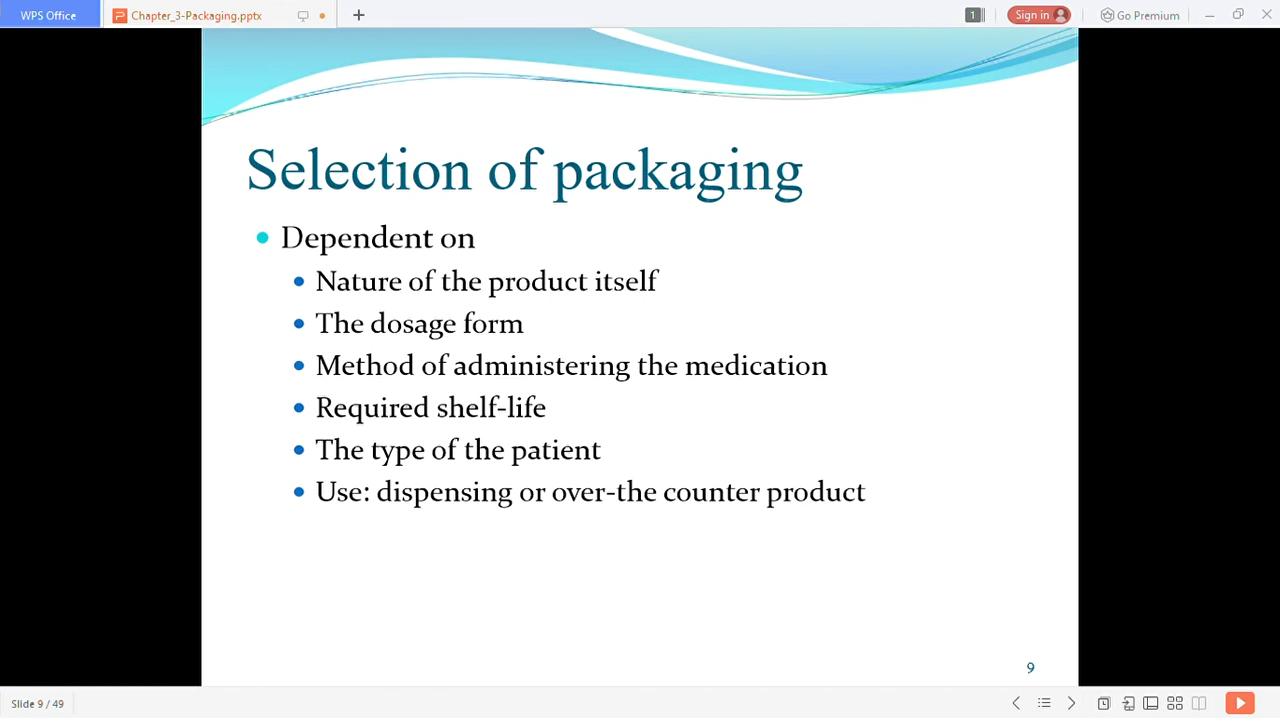 WPS Office
Chapter_3-Packaging.pptx
1
Sign in
Go Premium
Selection of packaging
Dependent on
Nature of the product itself
The dosage form
Method of administering the medication
Required shelf-life
The type of the patient
Use: dispensing or over-the counter product
9
Slide 9 / 49